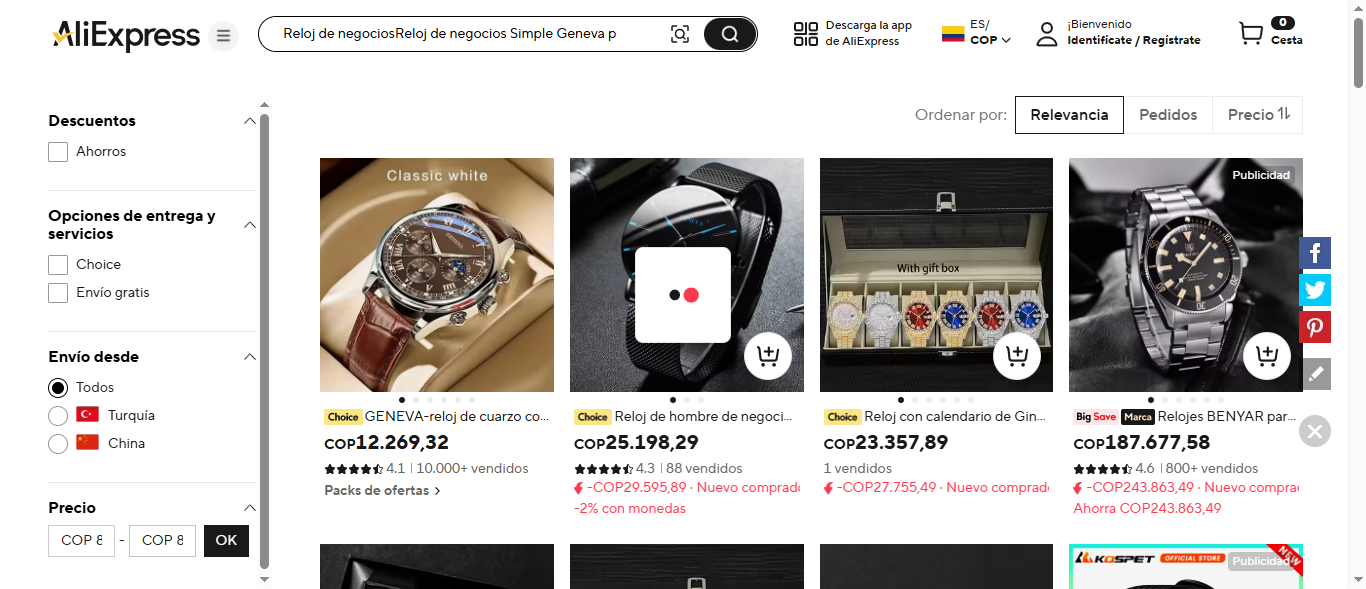 AliExpress
Reloj de negociosReloj de negocios Simple Geneva p
Descarga la app
de AliExpress
ES/
COP
¡Bienvenido
Identifícate / Regístrate
0
Cesta
Descuentos
Ahorros
Opciones de entrega y
servicios
Choice
Envío gratis
Envío desde
Todos
Turquía
China
Precio
COP 8 - COP 8 OK
Ordenar por: Relevancia Pedidos Precio
Classic white
Choice GENEVA-reloj de cuarzo co...
COP12.269,32
4.1 | 10.000+ vendidos
Packs de ofertas >
Choice Reloj de hombre de negoci...
COP25.198,29
4.3 | 88 vendidos
-COP29.595,89 · Nuevo comprado
-2% con monedas
With gift box
Choice Reloj con calendario de Gin...
COP23.357,89
1 vendidos
-COP27.755,49 · Nuevo comprad
Publicidad
Big Save Marca Relojes BENYAR par...
COP187.677,58
4.6 | 800+ vendidos
-COP243.863,49 · Nuevo compra
Ahorra COP243.863,49
KOSPET OFFICIAL STORE
Publicidad
NEW